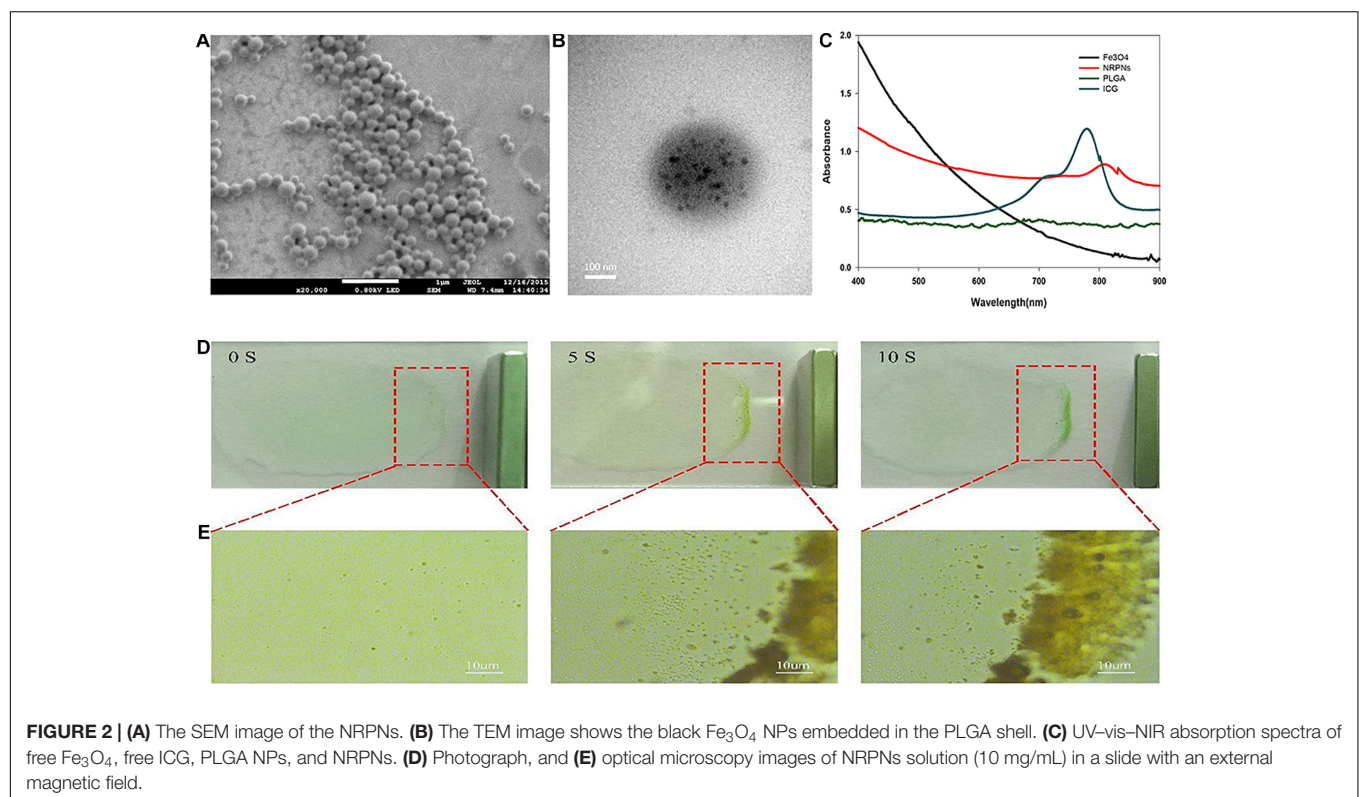 A
B
C
x20,000
0.80kV LED
1µm
SEM
JEOL
WD 7.4mm
12/16/2015
14:40:34
100 nm
2.0
1.5
1.0
0.5
0.0
Absorbance
Fe3O4
NRPNs
PLGA
ICG
400
500
600
700
800
900
Wavelength(nm)
D
0 S
5 S
10 S
E
10um
10um
10um
FIGURE 2 | (A) The SEM image of the NRPNs. (B) The TEM image shows the black Fe₃O₄ NPs embedded in the PLGA shell. (C) UV–vis–NIR absorption spectra of
free Fe₃O₄, free ICG, PLGA NPs, and NRPNs. (D) Photograph, and (E) optical microscopy images of NRPNs solution (10 mg/mL) in a slide with an external
magnetic field.